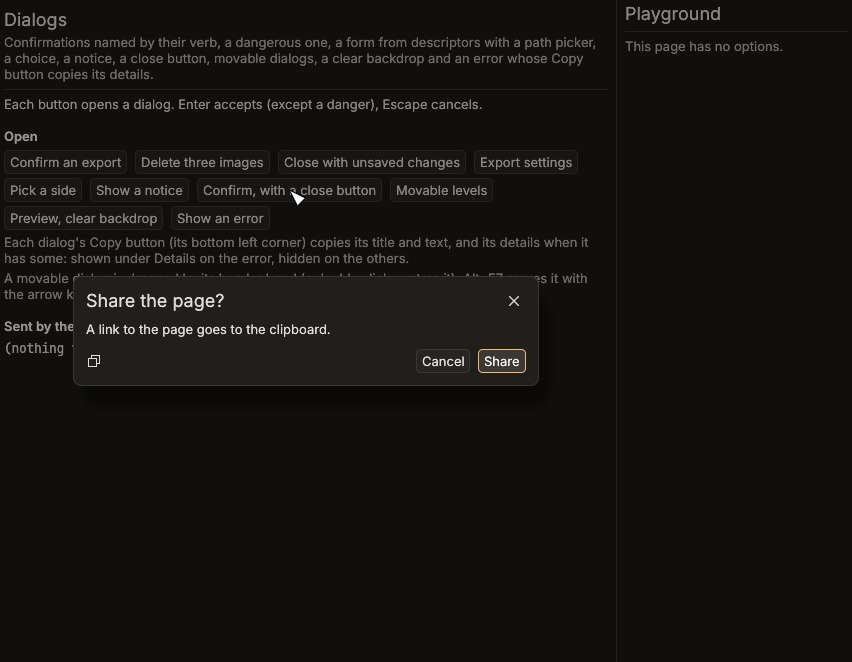 Dialogs
Confirmations named by their verb, a dangerous one, a form from descriptors with a path picker,
a choice, a notice, a close button, movable dialogs, a clear backdrop and an error whose Copy
button copies its details.
Each button opens a dialog. Enter accepts (except a danger), Escape cancels.
Open
Confirm an export
Delete three images
Close with unsaved changes
Export settings
Pick a side
Show a notice
Confirm, with a close button
Movable levels
Preview, clear backdrop
Show an error
Each dialog's Copy button (its bottom left corner) copies its title and text, and its details when it
has some: shown under Details on the error, hidden on the others.
A movable
it with
the arrow
Sent by the
(nothing
Share the page?
A link to the page goes to the clipboard.
Cancel
Share
Playground
This page has no options.